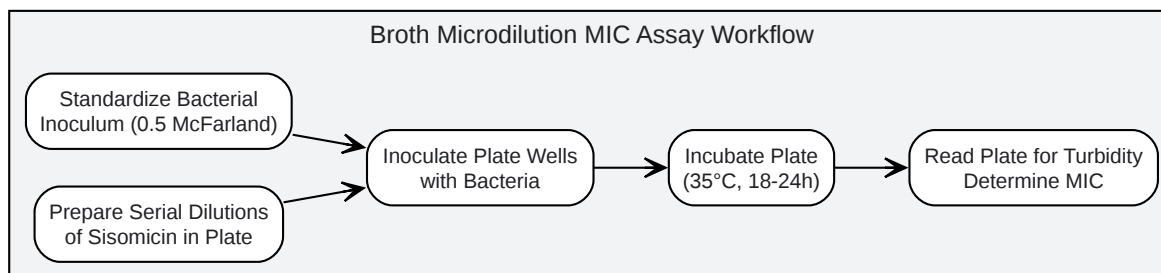 Broth Microdilution MIC Assay Workflow
Standardize Bacterial
Inoculum (0.5 McFarland)
Prepare Serial Dilutions
of Sisomicin in Plate
Inoculate Plate Wells
with Bacteria
Incubate Plate
(35°C, 18-24h)
Read Plate for Turbidity
Determine MIC